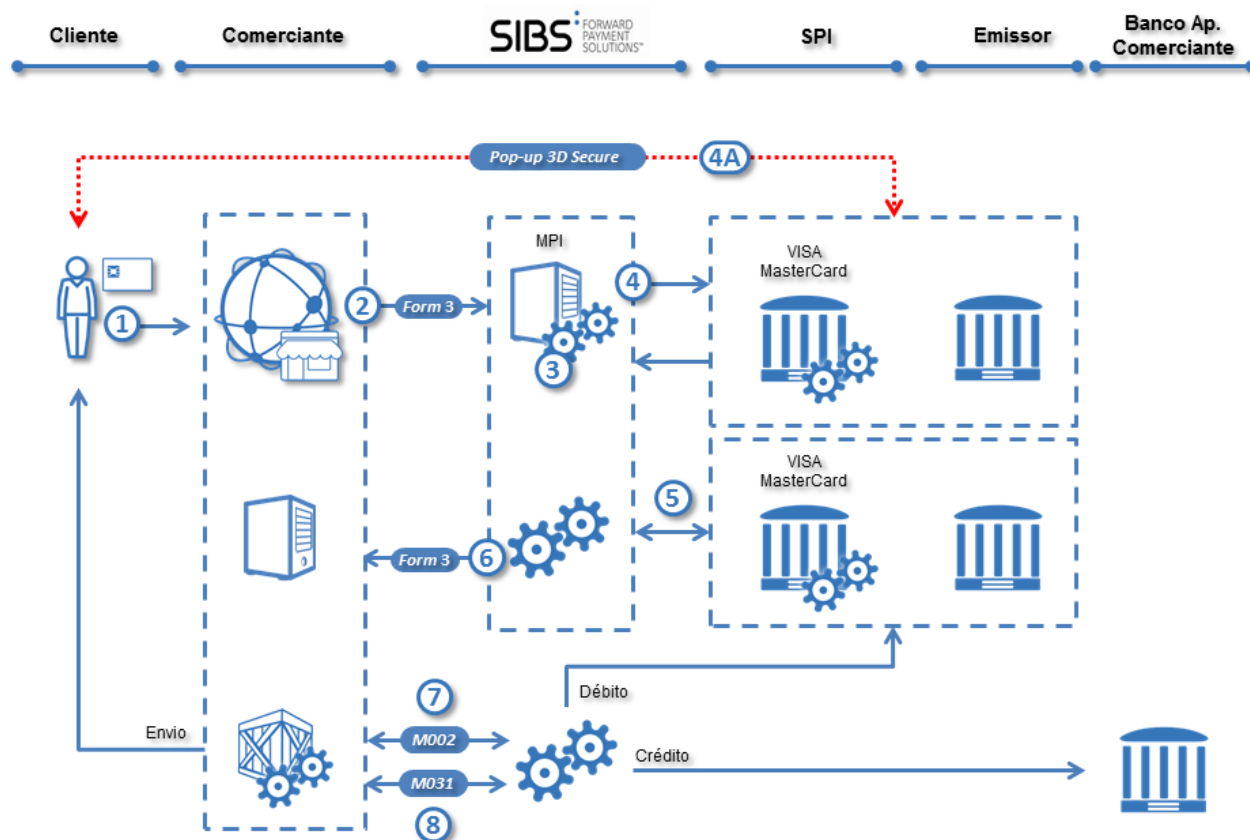 Cliente
Comerciante
SIBS FORWARD
PAYMENT
SOLUTIONS™
SPI
Emissor
Banco Ap.
Comerciante
Pop-up 3D Secure
4A
MPI
VISA
MasterCard
1
2
Form 3
4
3
VISA
MasterCard
5
Form 3
6
7
Débito
Envio
M002
Crédito
M031
8